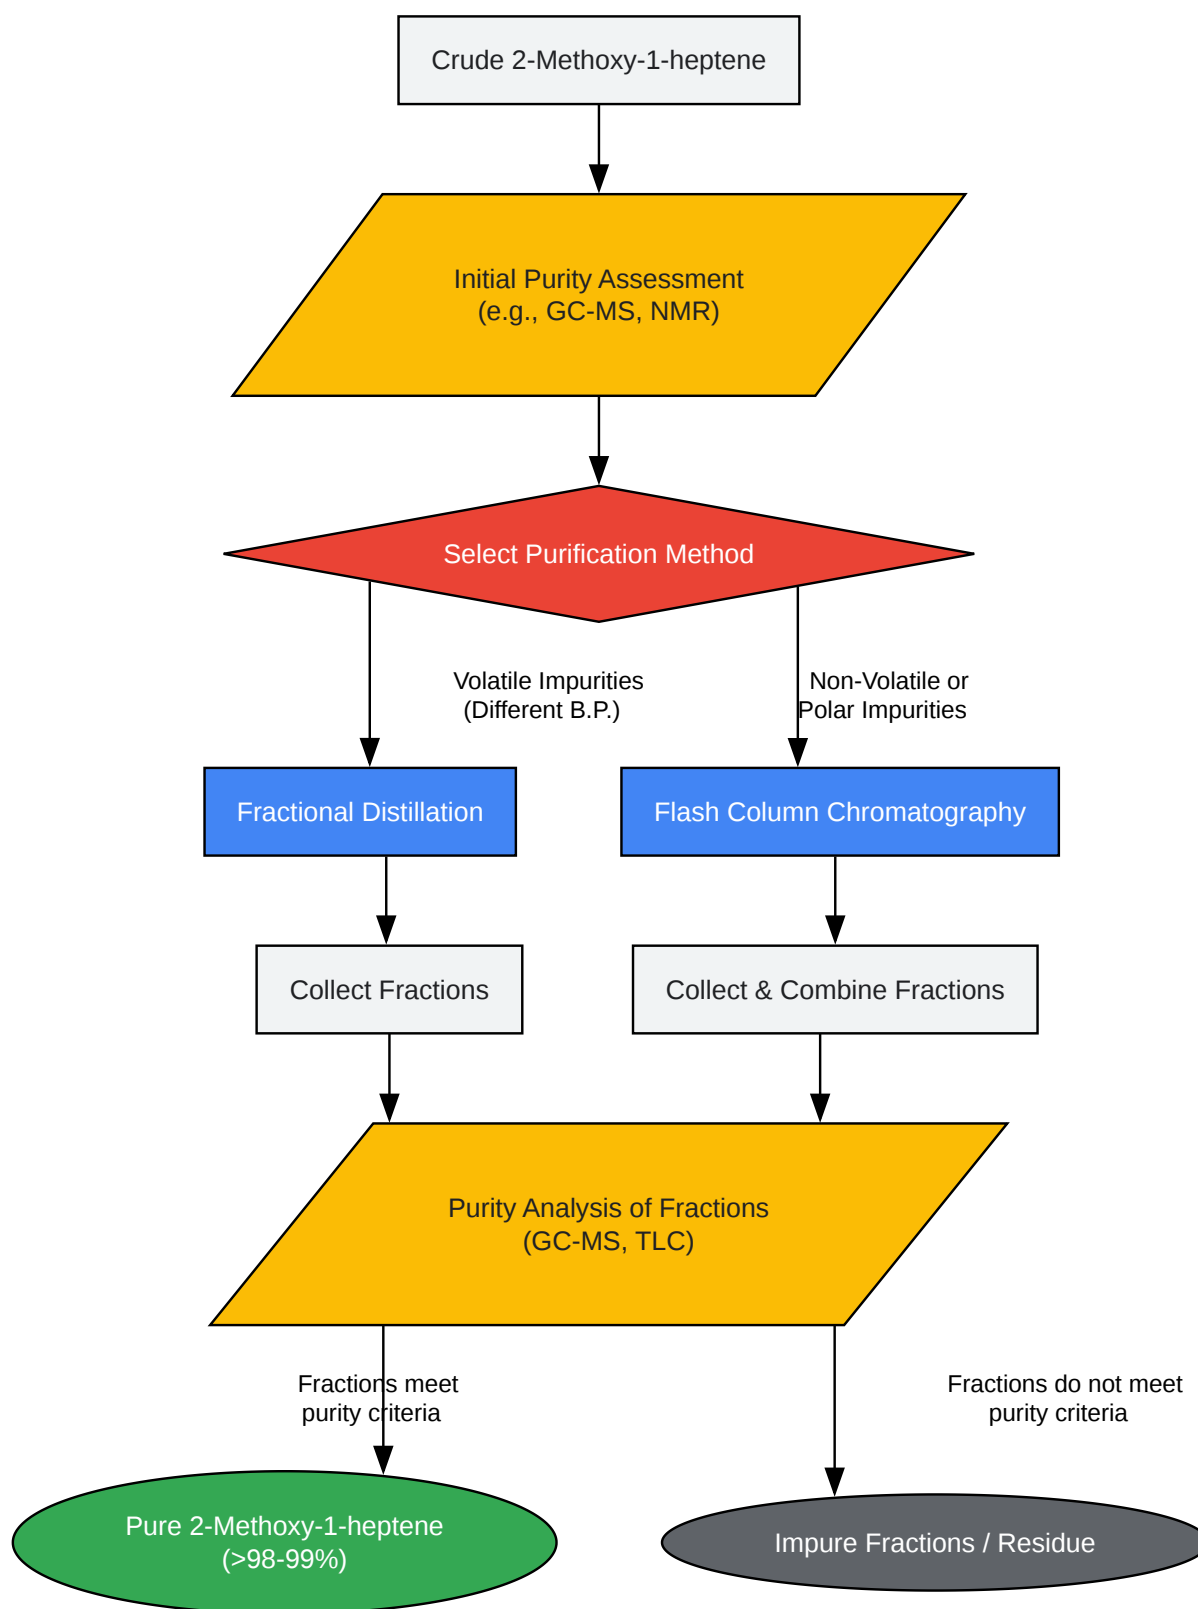 Crude 2-Methoxy-1-heptene
Initial Purity Assessment
(e.g., GC-MS, NMR)
Select Purification Method
Volatile Impurities
(Different B.P.)
Non-Volatile or
Polar Impurities
Fractional Distillation
Flash Column Chromatography
Collect Fractions
Collect & Combine Fractions
Purity Analysis of Fractions
(GC-MS, TLC)
Fractions meet
purity criteria
Fractions do not meet
purity criteria
Pure 2-Methoxy-1-heptene
(>98-99%)
Impure Fractions / Residue